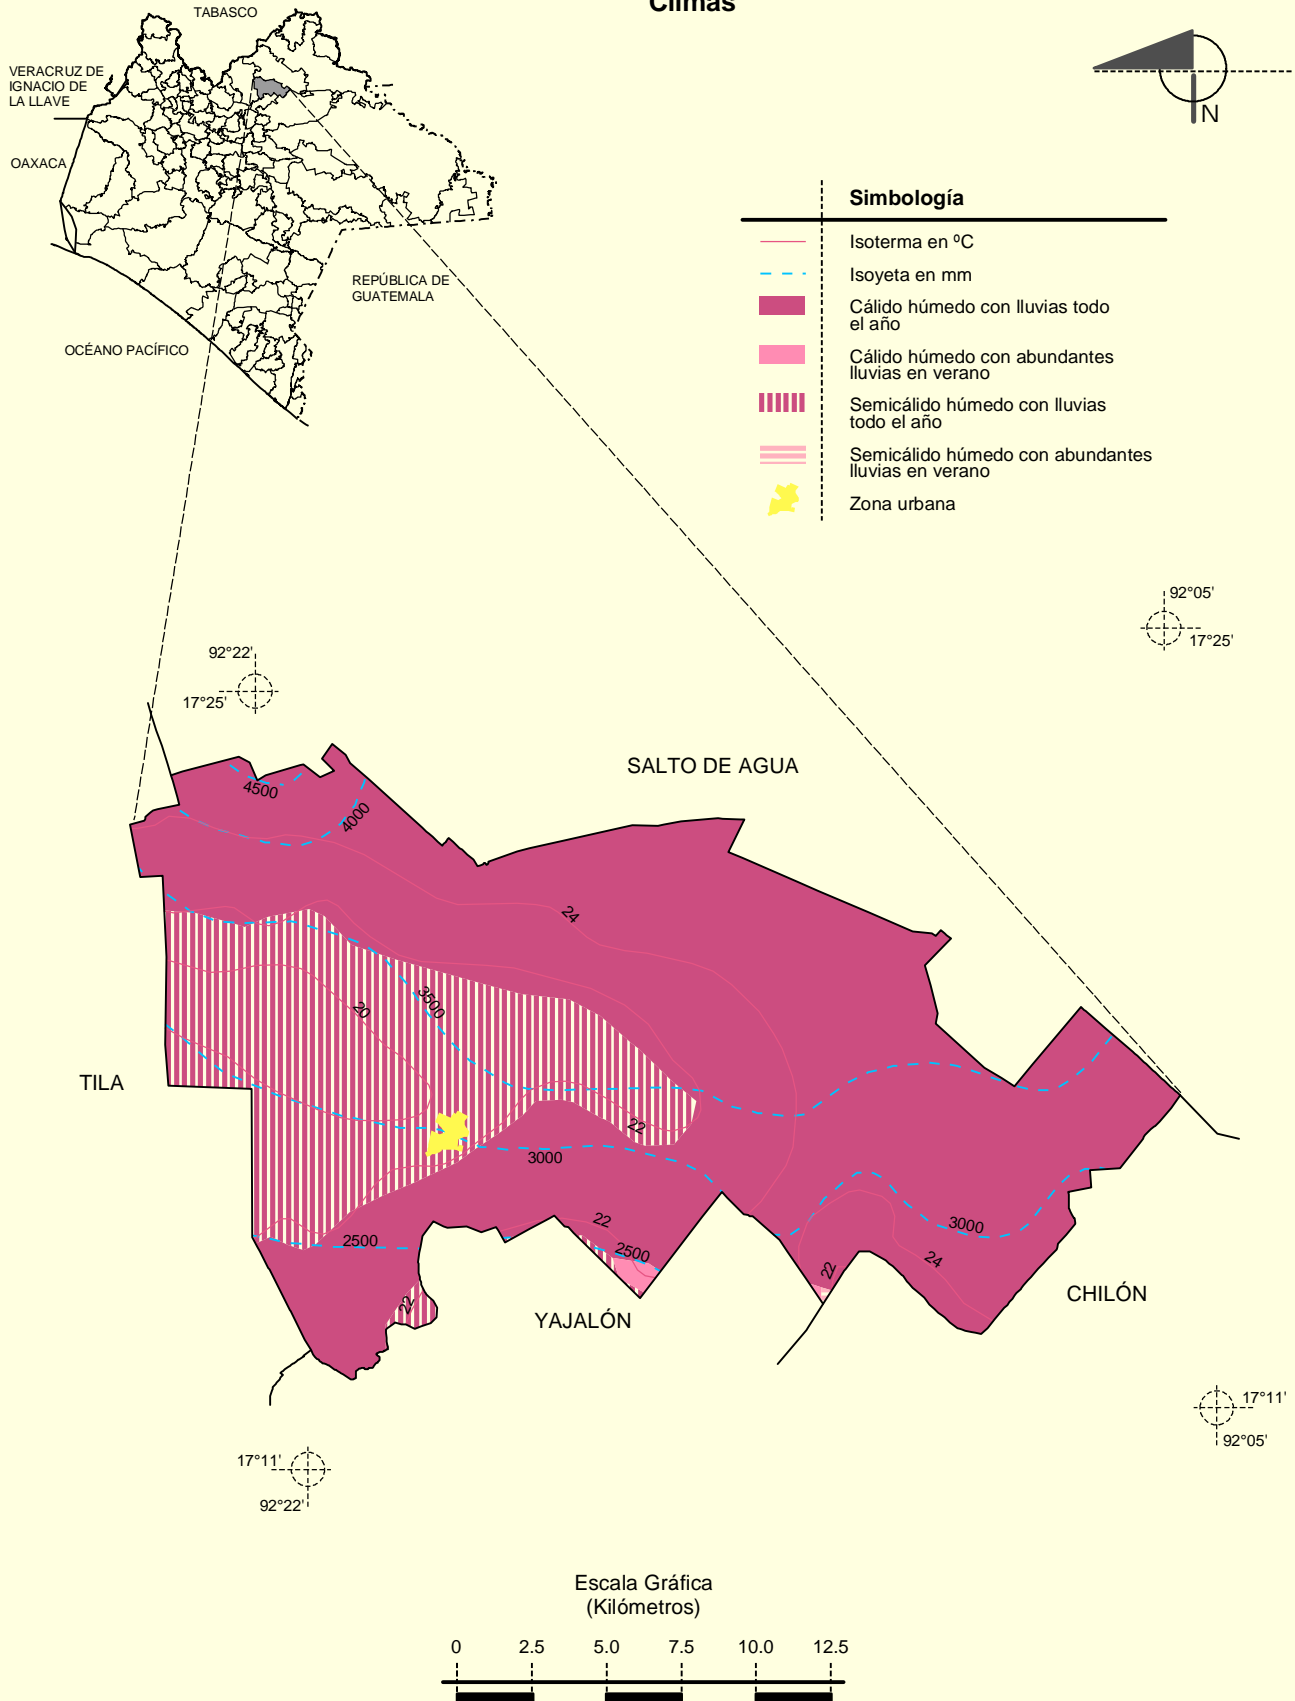 Climas
TABASCO
VERACRUZ DE
IGNACIO DE
LA LLAVE
OAXACA
REPÚBLICA DE
GUATEMALA
OCÉANO PACÍFICO
N
Simbología
Isoterma en ºC
Isoyeta en mm
Cálido húmedo con lluvias todo
el año
Cálido húmedo con abundantes
lluvias en verano
Semicálido húmedo con lluvias
todo el año
Semicálido húmedo con abundantes
lluvias en verano
Zona urbana
92°05'
17°25'
92°22'
17°25'
SALTO DE AGUA
4500
4000
24
20
3500
TILA
22
3000
22
2500
2500
3000
24
22
22
CHILÓN
YAJALÓN
17°11'
92°05'
17°11'
92°22'
Escala Gráfica
(Kilómetros)
0 2.5 5.0 7.5 10.0 12.5